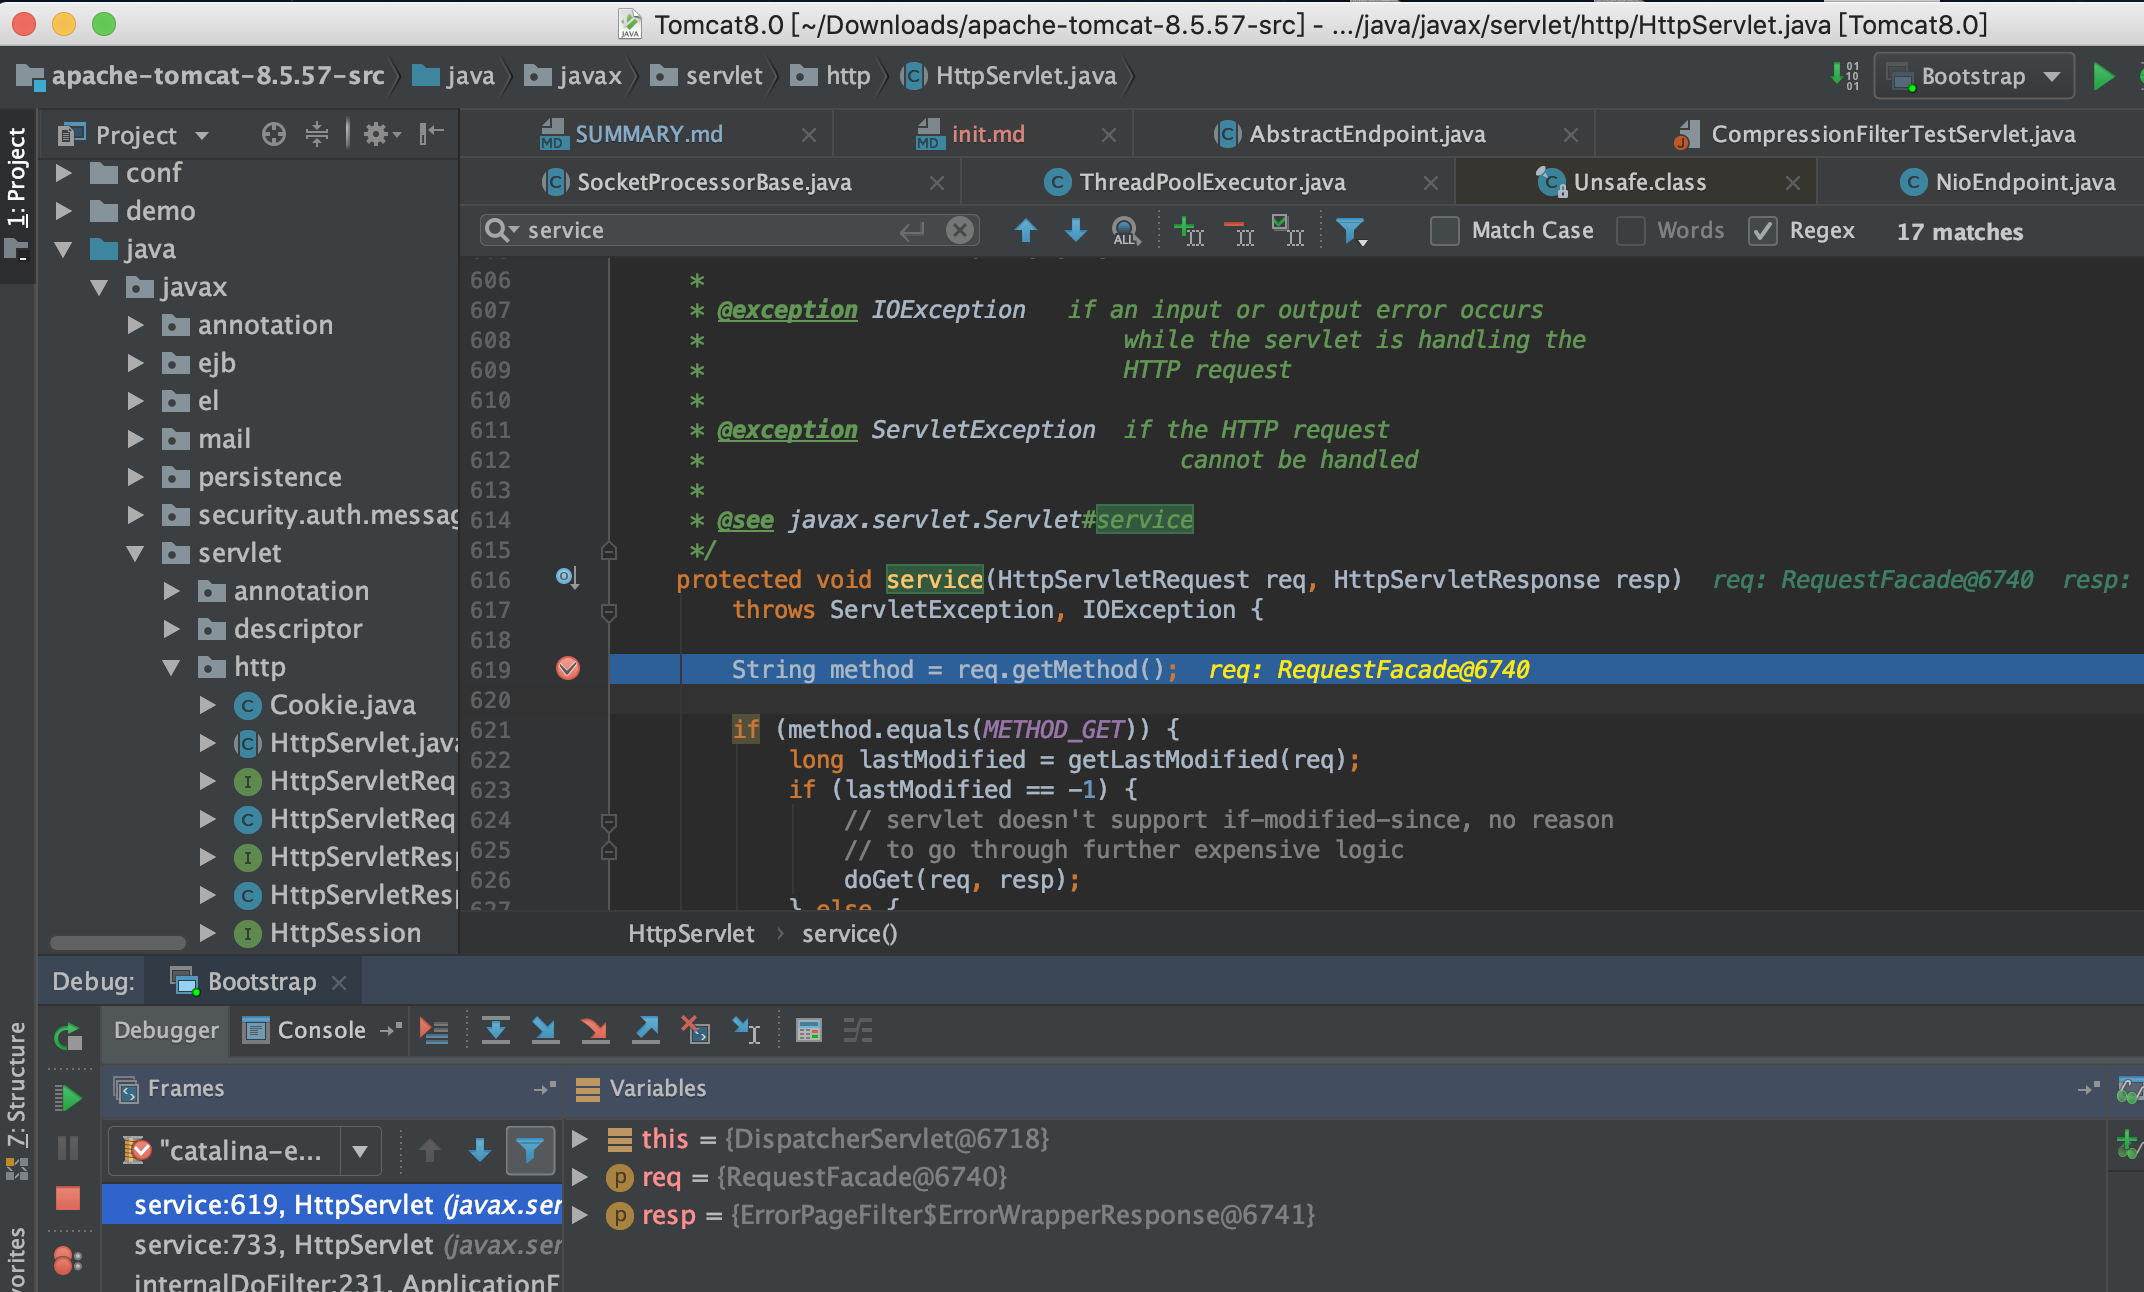 Tomcat8.0 [~/Downloads/apache-tomcat-8.5.57-src] - .../java/javax/servlet/http/HttpServlet.java [Tomcat8.0]
apache-tomcat-8.5.57-src java javax servlet http HttpServlet.java Bootstrap
1: Project
Project
conf
demo
java
javax
annotation
ejb
el
mail
persistence
security.auth.messag
servlet
annotation
descriptor
http
Cookie.java
HttpServlet.java
HttpServletReq
HttpServletReq
HttpServletResp
HttpServletResp
HttpSession
SUMMARY.md init.md AbstractEndpoint.java CompressionFilterTestServlet.java
SocketProcessorBase.java ThreadPoolExecutor.java Unsafe.class NioEndpoint.java
service Match Case Words Regex 17 matches
606 *
607 * @exception IOException if an input or output error occurs
608 * while the servlet is handling the
609 * HTTP request
610 *
611 * @exception ServletException if the HTTP request
612 * cannot be handled
613 *
614 * @see javax.servlet.Servlet#service
615 */
616 protected void service(HttpServletRequest req, HttpServletResponse resp) req: RequestFacade@6740 resp:
617 throws ServletException, IOException {
618
619 String method = req.getMethod(); req: RequestFacade@6740
620
621 if (method.equals(METHOD_GET)) {
622 long lastModified = getLastModified(req);
623 if (lastModified == -1) {
624 // servlet doesn't support if-modified-since, no reason
625 // to go through further expensive logic
626 doGet(req, resp);
627 } else {
HttpServlet › service()
Debug: Bootstrap
Debugger Console
7: Structure
Frames
"catalina-e...
service:619, HttpServlet (javax.ser
service:733, HttpServlet (javax.ser
internalDoFilter:231, ApplicationF
Variables
this = {DispatcherServlet@6718}
req = {RequestFacade@6740}
resp = {ErrorPageFilter$ErrorWrapperResponse@6741}
vorites